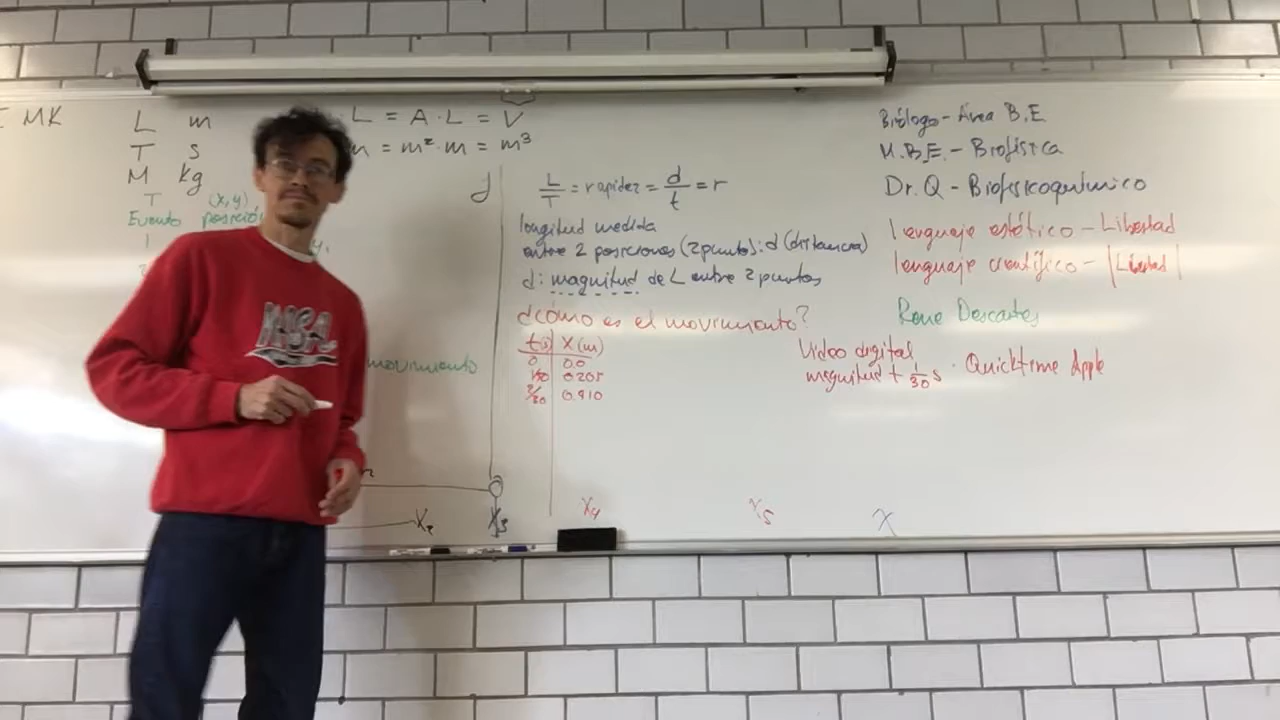 MK
L m
T s
M kg
T (x, y)
Evento posición
1
L = A · L = V
m = m² · m = m³
y
L/T = rapidez = d/t = r
longitud medida
entre 2 posiciones (2 puntos): d (distancia)
d: magnitud de L entre 2 puntos
¿cómo es el movimiento?
t(s) X (m)
0 0.0
1/30 0.205
2/30 0.410
movimiento
X₂ X₃ X₄ X₅ X
Biólogo - Área B.E.
M.B.E. - Biofísica
Dr. Q - Biofisicoquímico
lenguaje estético - Libertad
lenguaje científico - |Libertad|
Rene Descartes
Video digital
magnitud t 1/30 s · Quicktime Apple